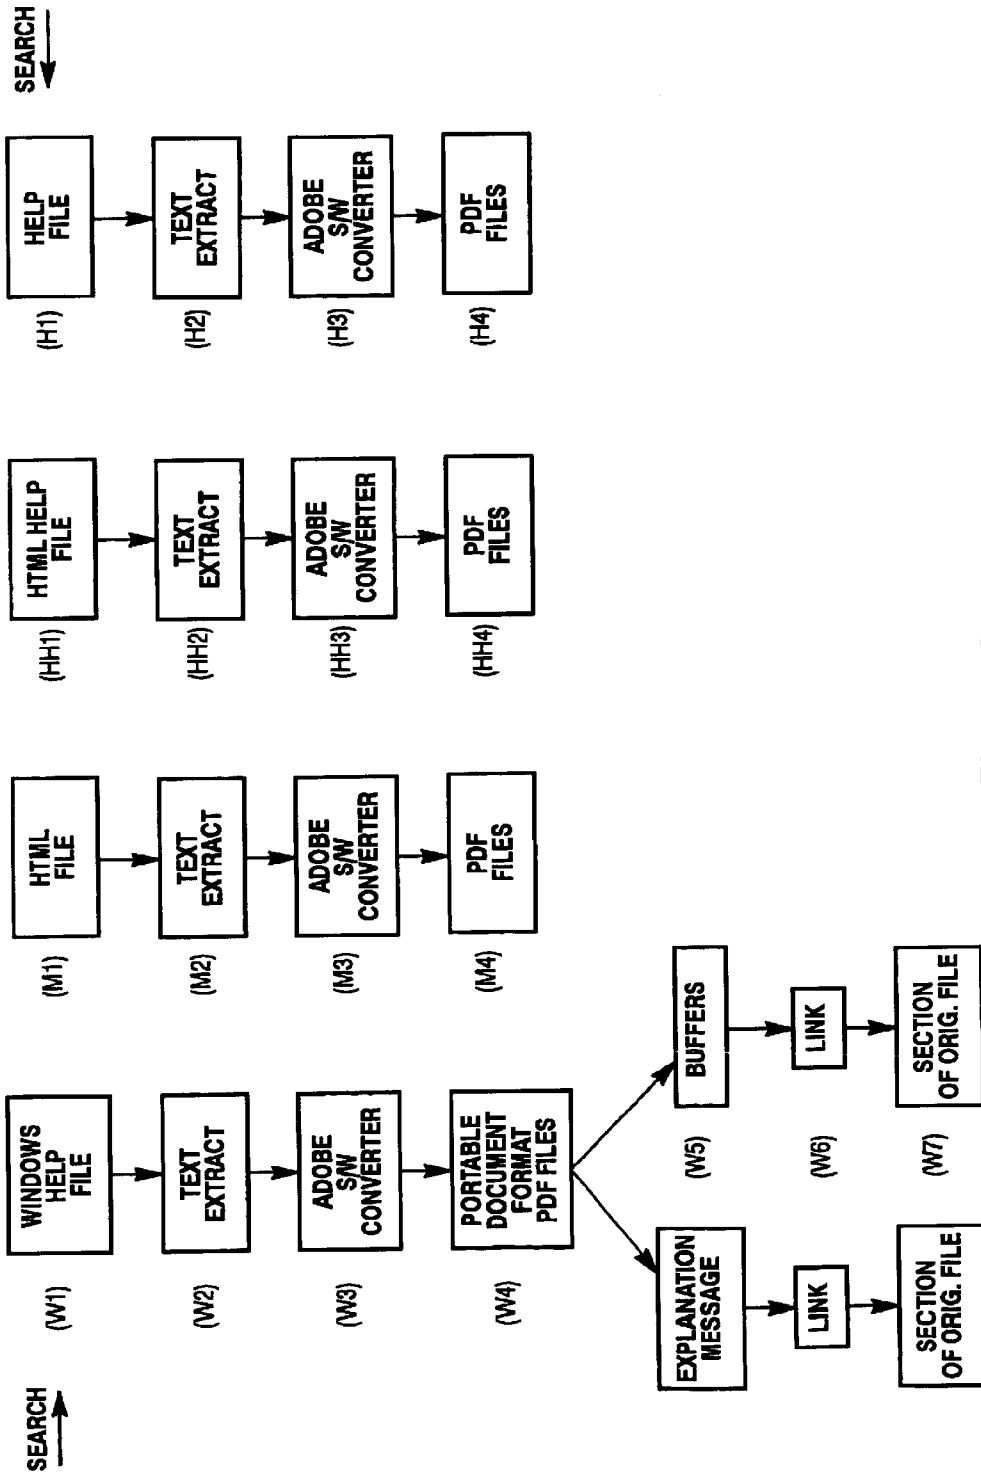 SEARCH
(W1)
WINDOWS
HELP
FILE
(W2)
TEXT
EXTRACT
(W3)
ADOBE
S/W
CONVERTER
(W4)
PORTABLE
DOCUMENT
FORMAT
PDF FILES
EXPLANATION
MESSAGE
LINK
SECTION
OF ORIG. FILE
(W5)
BUFFERS
(W6)
LINK
(W7)
SECTION
OF ORIG. FILE
(M1)
HTML
FILE
(M2)
TEXT
EXTRACT
(M3)
ADOBE
S/W
CONVERTER
(M4)
PDF
FILES
(HH1)
HTML HELP
FILE
(HH2)
TEXT
EXTRACT
(HH3)
ADOBE
S/W
CONVERTER
(HH4)
PDF
FILES
(H1)
HELP
FILE
(H2)
TEXT
EXTRACT
(H3)
ADOBE
S/W
CONVERTER
(H4)
PDF
FILES
SEARCH